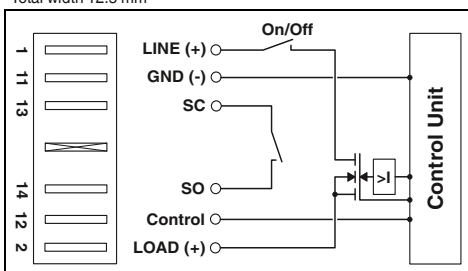 Total width 12.5 mm
On/Off
1 LINE (+)
11 GND (-)
13 SC
14 SO
12 Control
2 LOAD (+)
>I
Control Unit